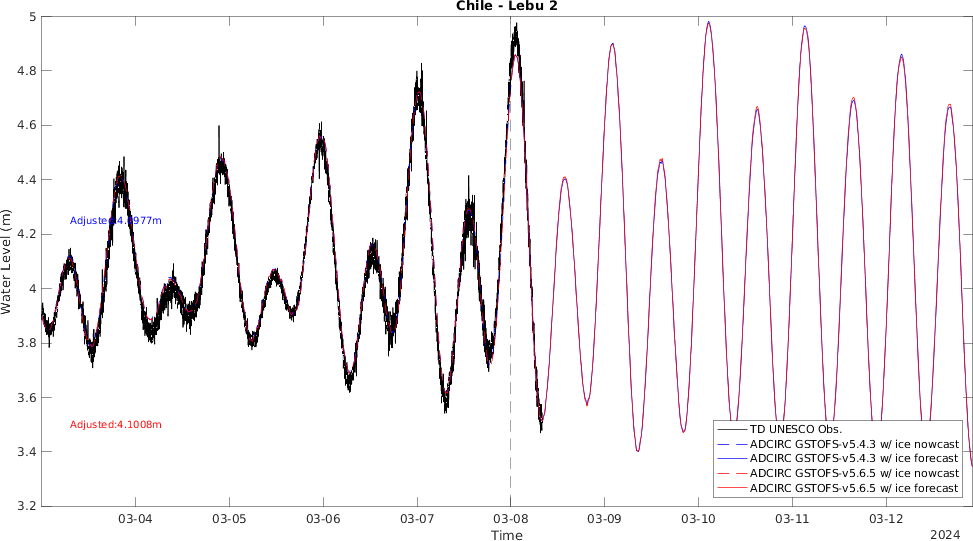 Chile - Lebu 2
5
4.8
4.6
4.4
4.2
4
3.8
3.6
3.4
3.2
Water Level (m)
Adjusted:4.0977m
Adjusted:4.1008m
TD UNESCO Obs.
ADCIRC GSTOFS-v5.4.3 w/ ice nowcast
ADCIRC GSTOFS-v5.4.3 w/ ice forecast
ADCIRC GSTOFS-v5.6.5 w/ ice nowcast
ADCIRC GSTOFS-v5.6.5 w/ ice forecast
03-04 03-05 03-06 03-07 03-08 03-09 03-10 03-11 03-12
Time
2024